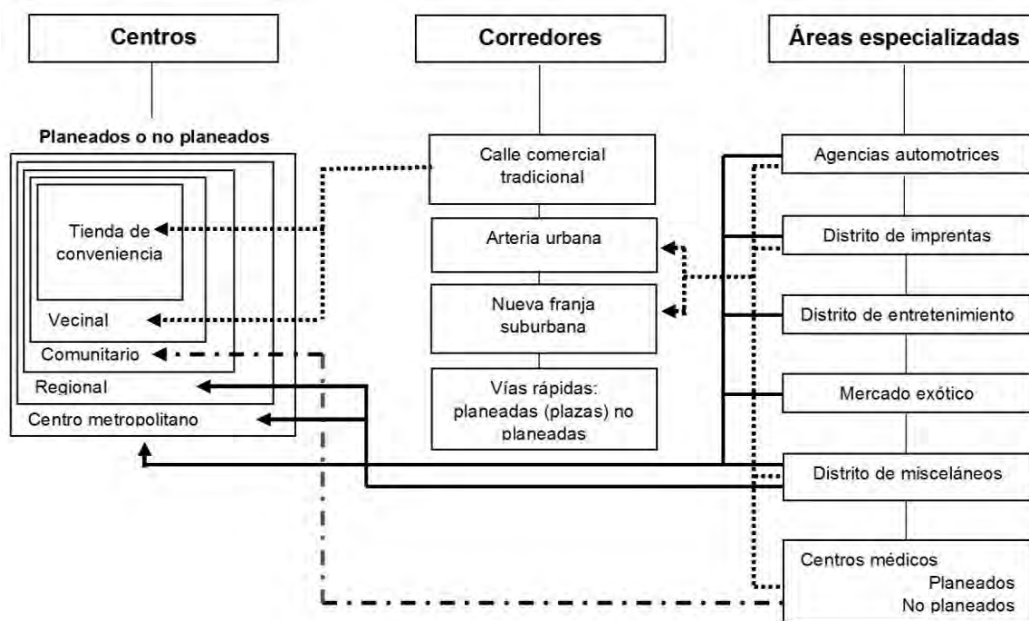 Centros
Planeados o no planeados
Tienda de
conveniencia
Vecinal
Comunitario
Regional
Centro metropolitano
Corredores
Calle comercial
tradicional
Arteria urbana
Nueva franja
suburbana
Vías rápidas:
planeadas (plazas) no
planeadas
Áreas especializadas
Agencias automotrices
Distrito de imprentas
Distrito de entretenimiento
Mercado exótico
Distrito de misceláneos
Centros médicos
Planeados
No planeados